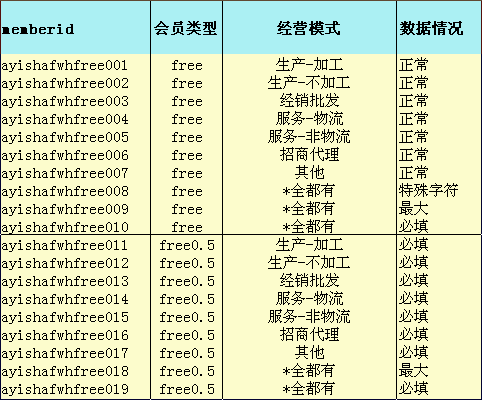 memberid 会员类型 经营模式 数据情况
ayishafwhfree001 free 生产-加工 正常
ayishafwhfree002 free 生产-不加工 正常
ayishafwhfree003 free 经销批发 正常
ayishafwhfree004 free 服务-物流 正常
ayishafwhfree005 free 服务-非物流 正常
ayishafwhfree006 free 招商代理 正常
ayishafwhfree007 free 其他 正常
ayishafwhfree008 free *全都有 特殊字符
ayishafwhfree009 free *全都有 最大
ayishafwhfree010 free *全都有 必填
ayishafwhfree011 free0.5 生产-加工 必填
ayishafwhfree012 free0.5 生产-不加工 必填
ayishafwhfree013 free0.5 经销批发 必填
ayishafwhfree014 free0.5 服务-物流 必填
ayishafwhfree015 free0.5 服务-非物流 必填
ayishafwhfree016 free0.5 招商代理 必填
ayishafwhfree017 free0.5 其他 必填
ayishafwhfree018 free0.5 *全都有 最大
ayishafwhfree019 free0.5 *全都有 必填